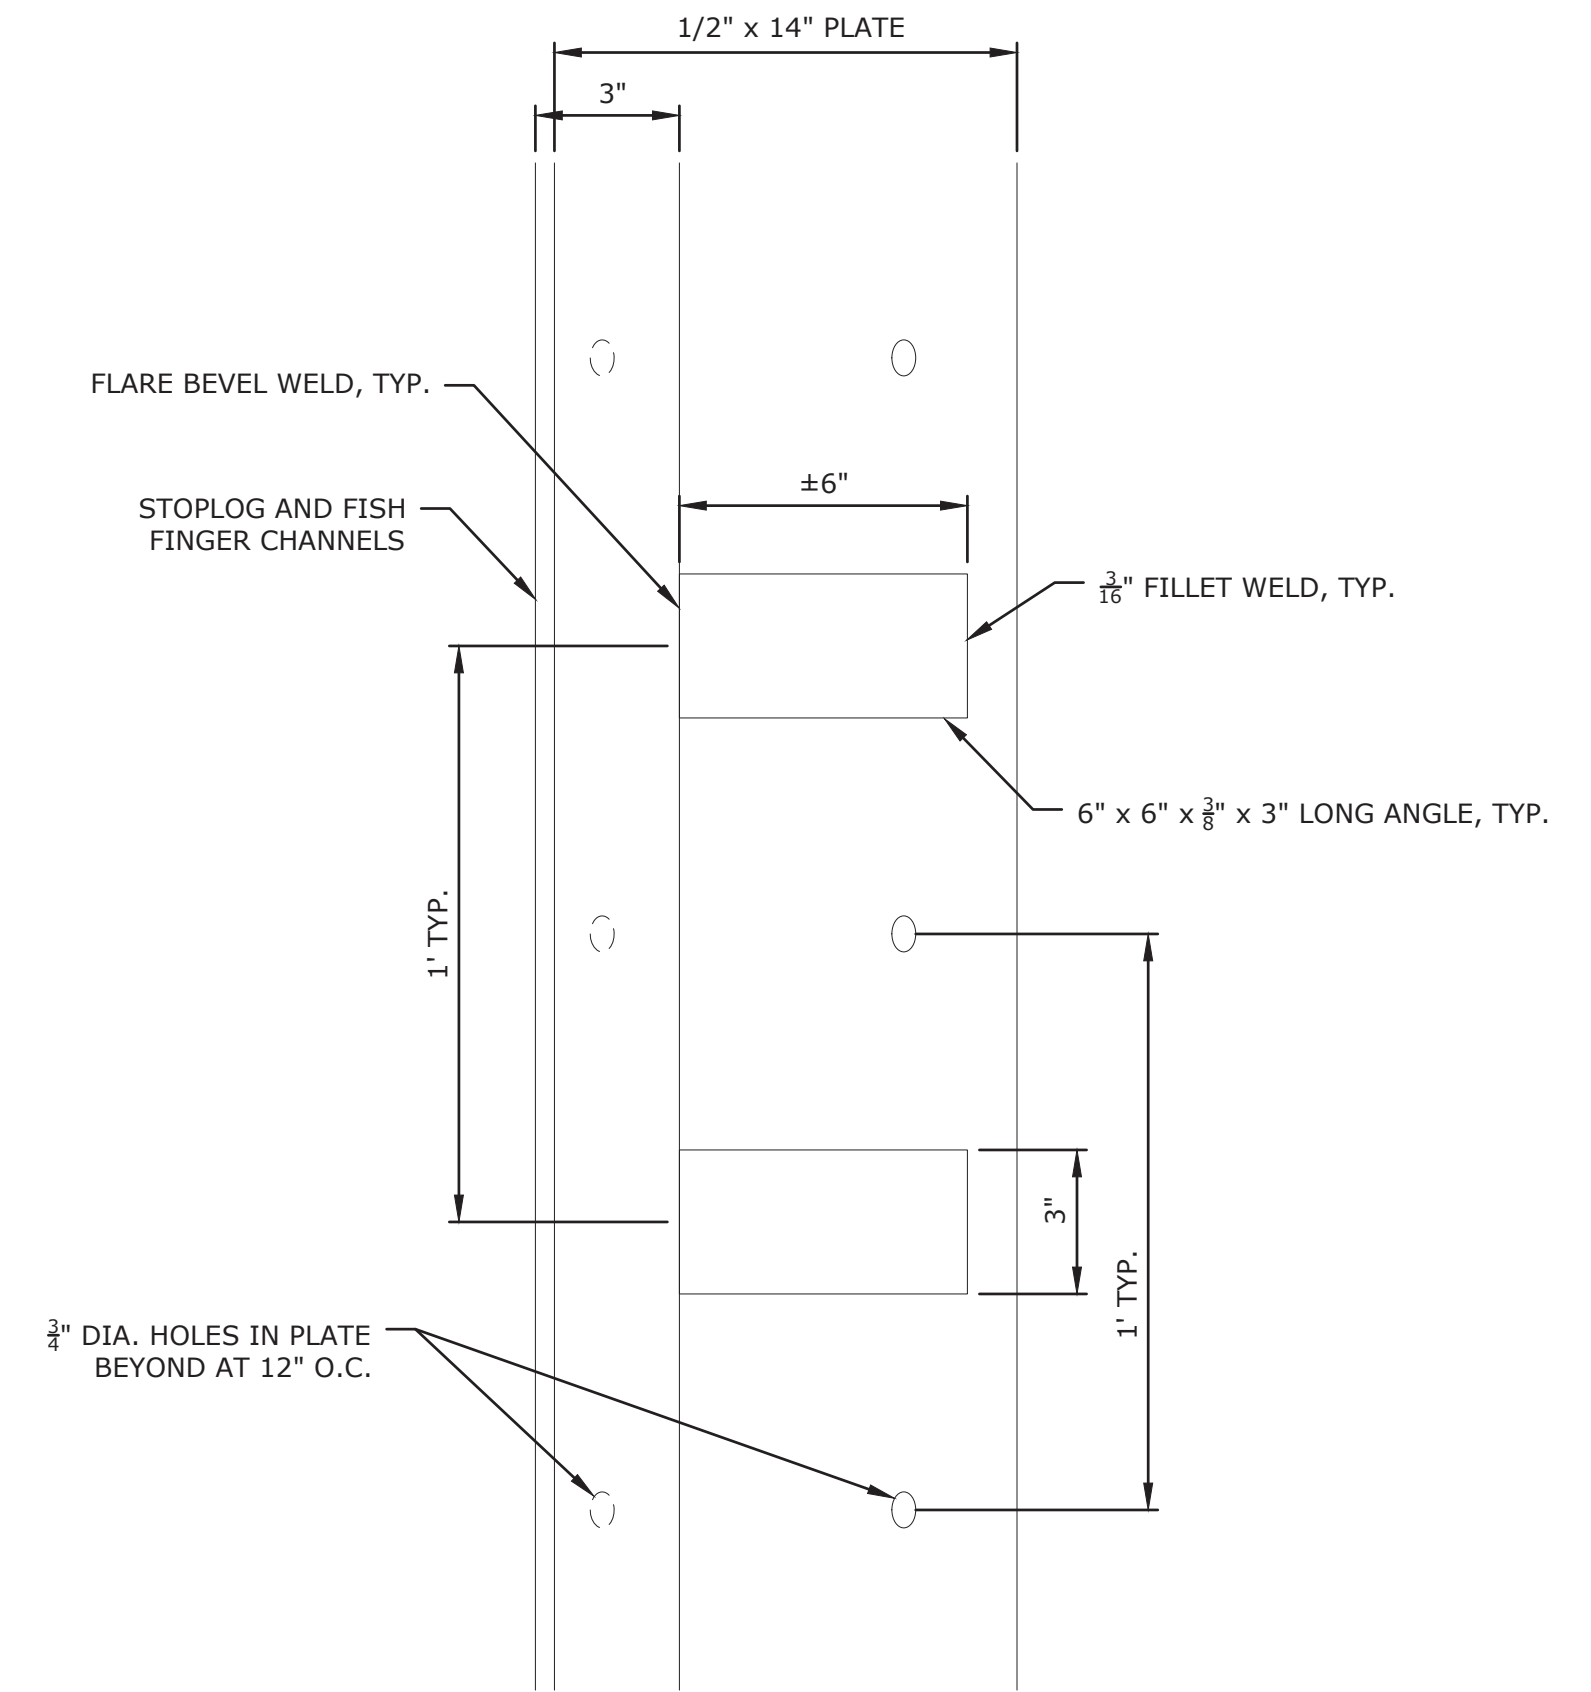 1/2" x 14" PLATE
3"
FLARE BEVEL WELD, TYP.
±6"
STOPLOG AND FISH
FINGER CHANNELS
3/16" FILLET WELD, TYP.
6" x 6" x 3/8" x 3" LONG ANGLE, TYP.
1' TYP.
3"
1' TYP.
3/4" DIA. HOLES IN PLATE
BEYOND AT 12" O.C.